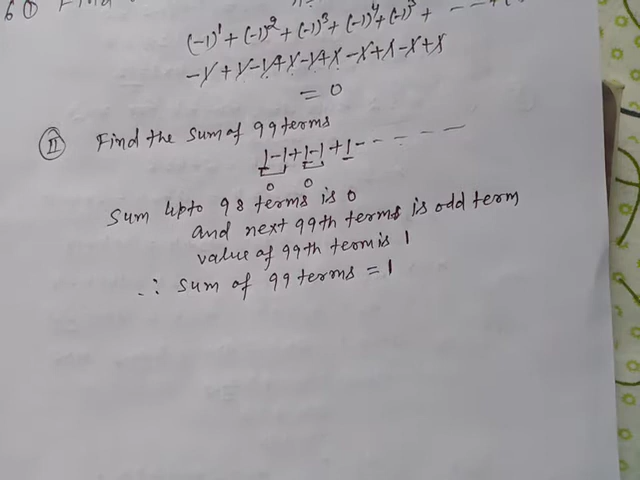 6 ① Find
(-1)¹ + (-1)² + (-1)³ + (-1)⁴ + (-1)⁵ +
-1 + 1 - 1 + 1 - 1 + 1 - 1 + 1 - 1 + 1
= 0
Ⅱ Find the sum of 99 terms
1-1+1-1+1- - - - - -
0 0
Sum upto 98 terms is 0
and next 99th terms is odd term
value of 99th term is 1
∴ Sum of 99 terms = 1